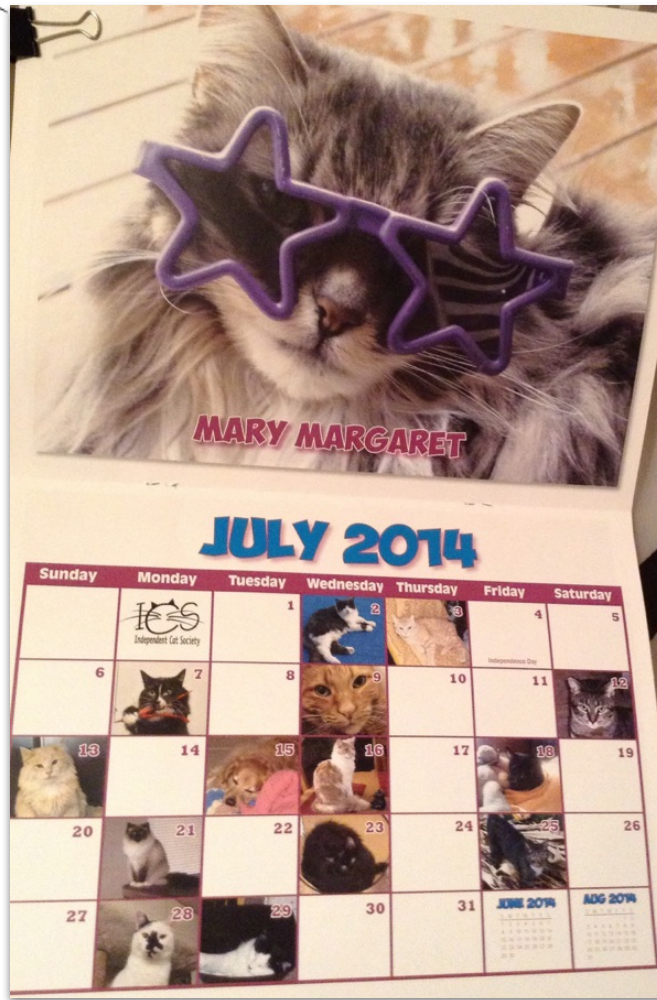 MARY MARGARET
JULY 2014
Sunday Monday Tuesday Wednesday Thursday Friday Saturday
ICS
Independent Cat Society
1 2 3 4 5
Independence Day
6 7 8 9 10 11 12
13 14 15 16 17 18 19
20 21 22 23 24 25 26
27 28 29 30 31
JUNE 2014 AUG 2014